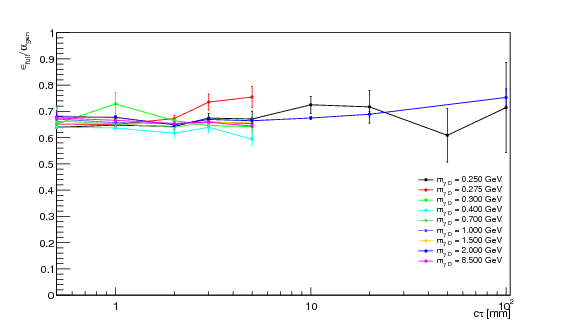 ε_full/α_gen
1
0.9
0.8
0.7
0.6
0.5
0.4
0.3
0.2
0.1
0
m_γD = 0.250 GeV
m_γD = 0.275 GeV
m_γD = 0.300 GeV
m_γD = 0.400 GeV
m_γD = 0.700 GeV
m_γD = 1.000 GeV
m_γD = 1.500 GeV
m_γD = 2.000 GeV
m_γD = 8.500 GeV
1 10 10²
cτ [mm]